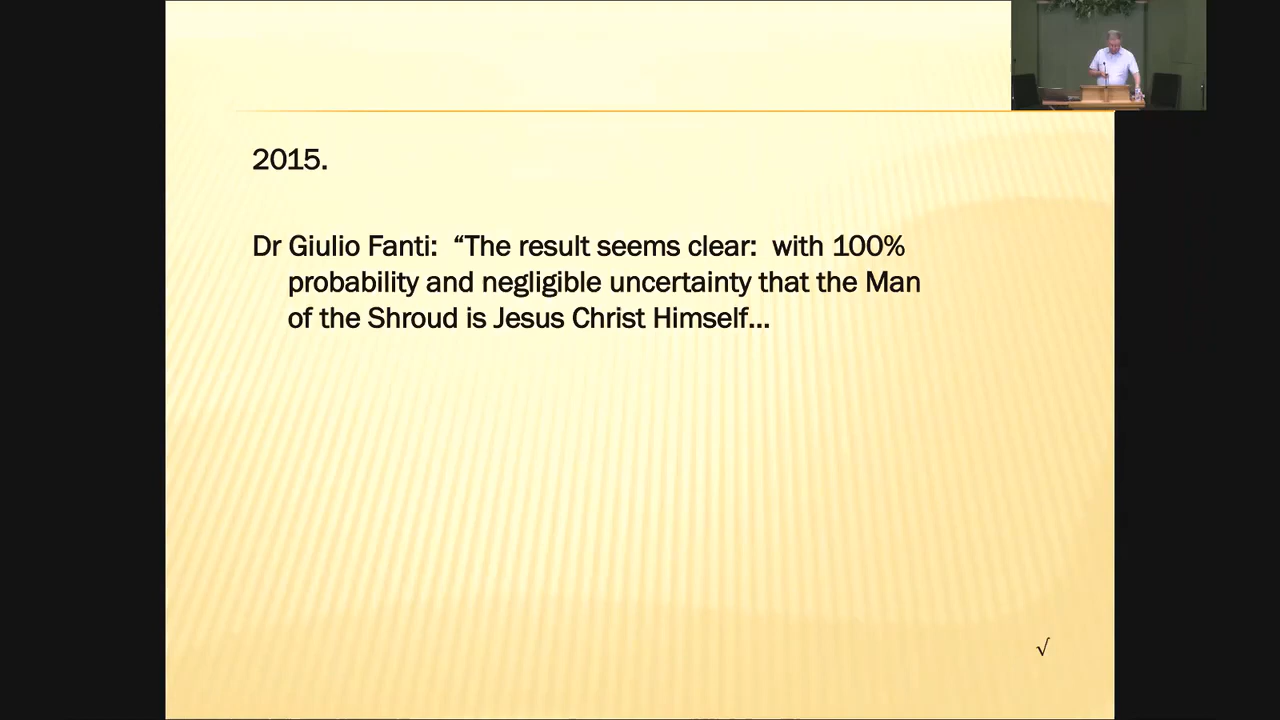 2015.
Dr Giulio Fanti:  “The result seems clear:  with 100%
probability and negligible uncertainty that the Man
of the Shroud is Jesus Christ Himself…
√